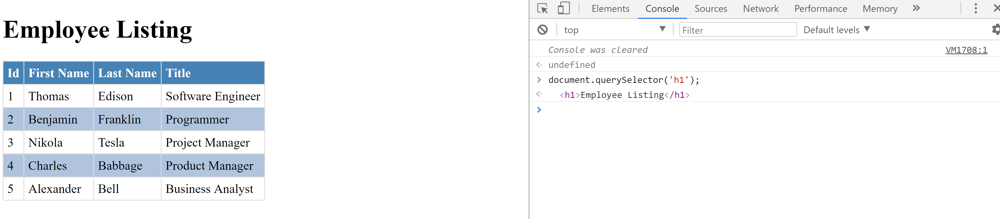 Employee Listing
Id First Name Last Name Title
1 Thomas Edison Software Engineer
2 Benjamin Franklin Programmer
3 Nikola Tesla Project Manager
4 Charles Babbage Product Manager
5 Alexander Bell Business Analyst
Elements Console Sources Network Performance Memory »
top Filter Default levels
Console was cleared VM1708:1
undefined
document.querySelector('h1');
<h1>Employee Listing</h1>